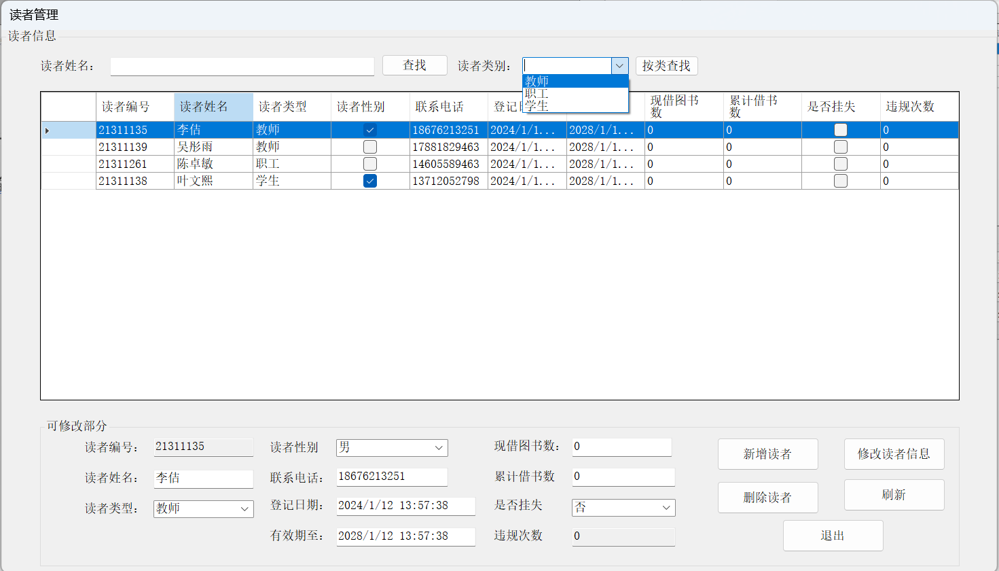 读者管理
读者信息
读者姓名：
查找
读者类别：
按类查找
教师
职工
学生
读者编号 读者姓名 读者类型 读者性别 联系电话 登记 现借图书数 累计借书数 是否挂失 违规次数
21311135 李佶 教师 18676213251 2024/1/1... 2028/1/1... 0 0 0
21311139 吴彤雨 教师 17881829463 2024/1/1... 2028/1/1... 0 0 0
21311261 陈卓敏 职工 14605589463 2024/1/1... 2028/1/1... 0 0 0
21311138 叶文熙 学生 13712052798 2024/1/1... 2028/1/1... 0 0 0
可修改部分
读者编号： 21311135 读者性别 男 现借图书数： 0 新增读者 修改读者信息
读者姓名： 李佶 联系电话： 18676213251 累计借书数 0
读者类型： 教师 登记日期： 2024/1/12 13:57:38 是否挂失 否 删除读者 刷新
有效期至： 2028/1/12 13:57:38 违规次数 0 退出